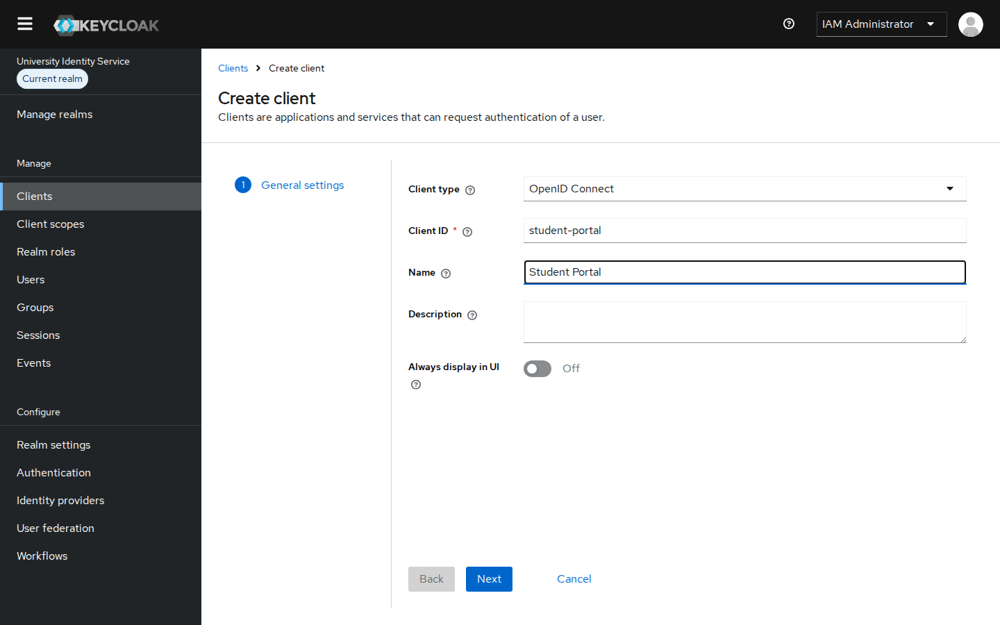 KEYCLOAK
IAM Administrator
University Identity Service
Current realm
Manage realms
Manage
Clients
Client scopes
Realm roles
Users
Groups
Sessions
Events
Configure
Realm settings
Authentication
Identity providers
User federation
Workflows
Clients > Create client
Create client
Clients are applications and services that can request authentication of a user.
1 General settings
Client type
OpenID Connect
Client ID *
student-portal
Name
Student Portal
Description
Always display in UI
Off
Back Next Cancel